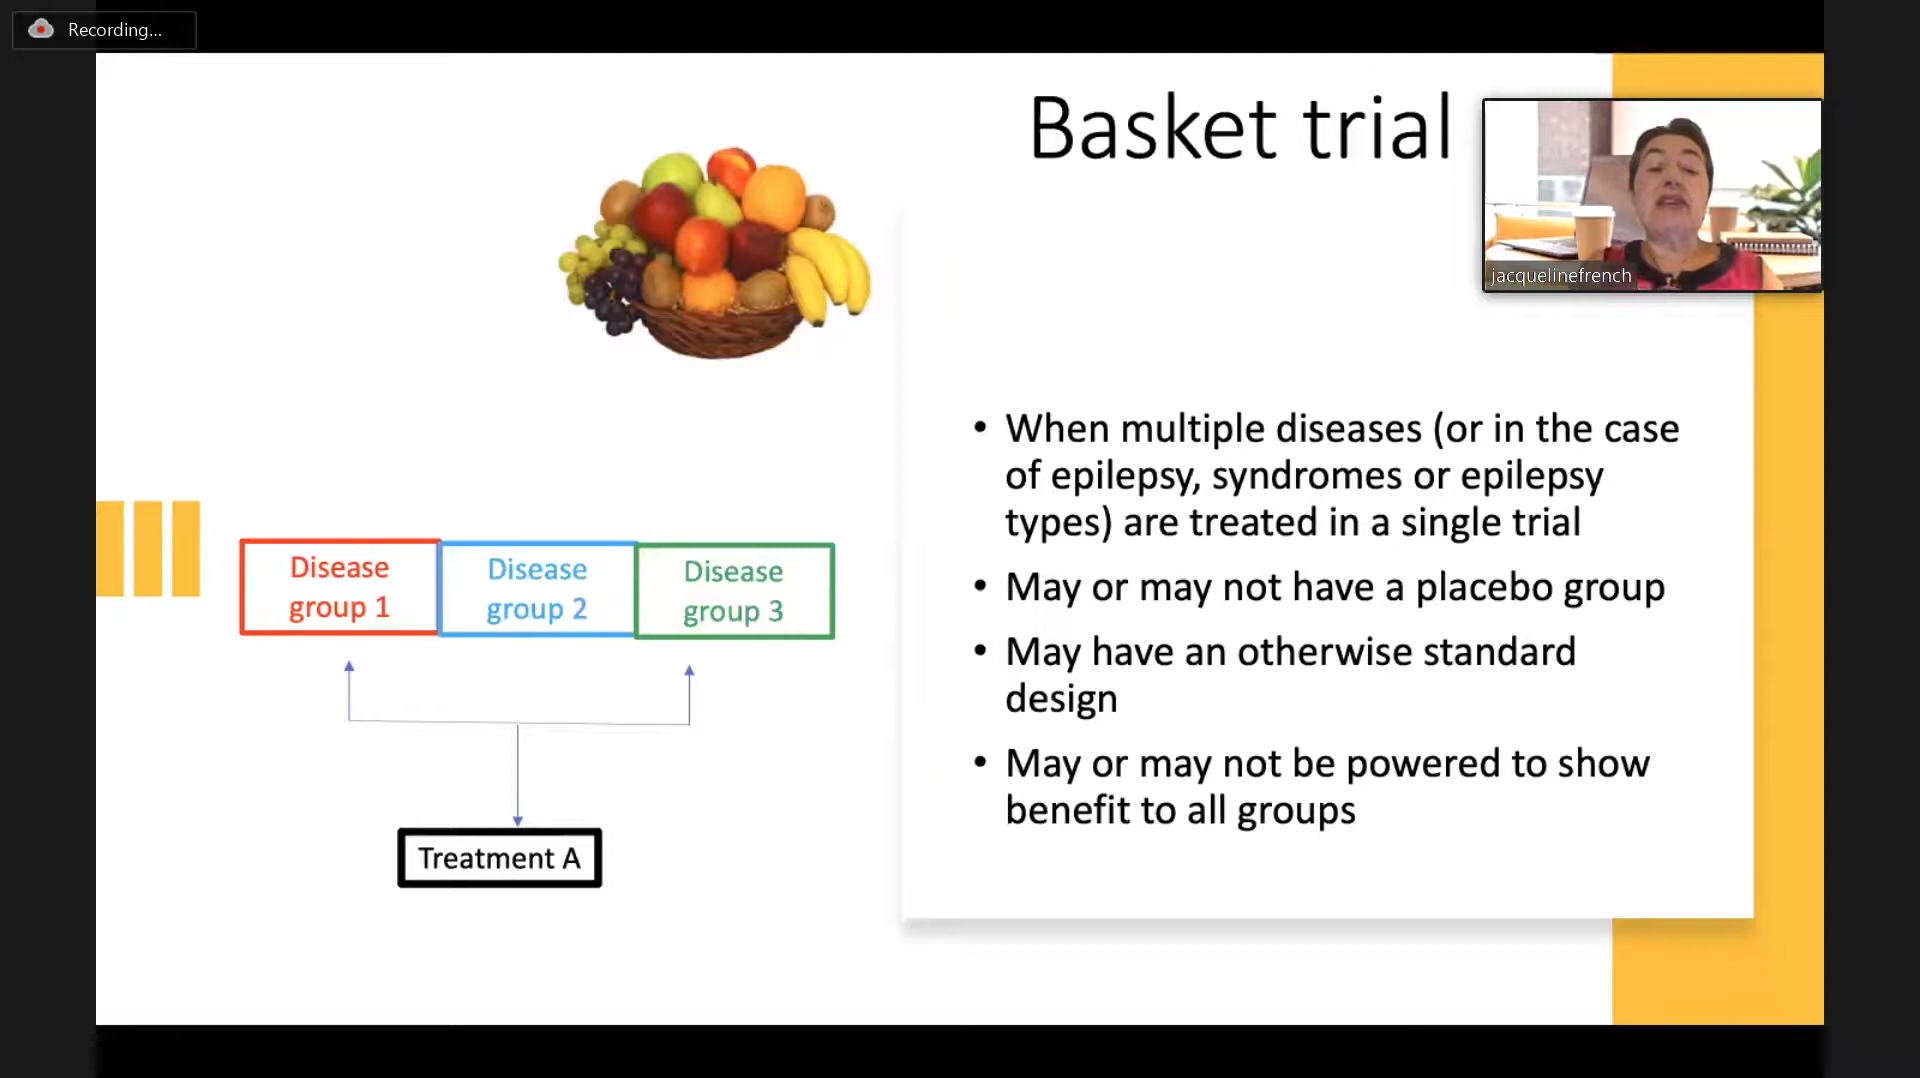 Recording...
Basket trial
jacquelinefrench
• When multiple diseases (or in the case
of epilepsy, syndromes or epilepsy
types) are treated in a single trial
• May or may not have a placebo group
• May have an otherwise standard
design
• May or may not be powered to show
benefit to all groups
Disease
group 1
Disease
group 2
Disease
group 3
Treatment A